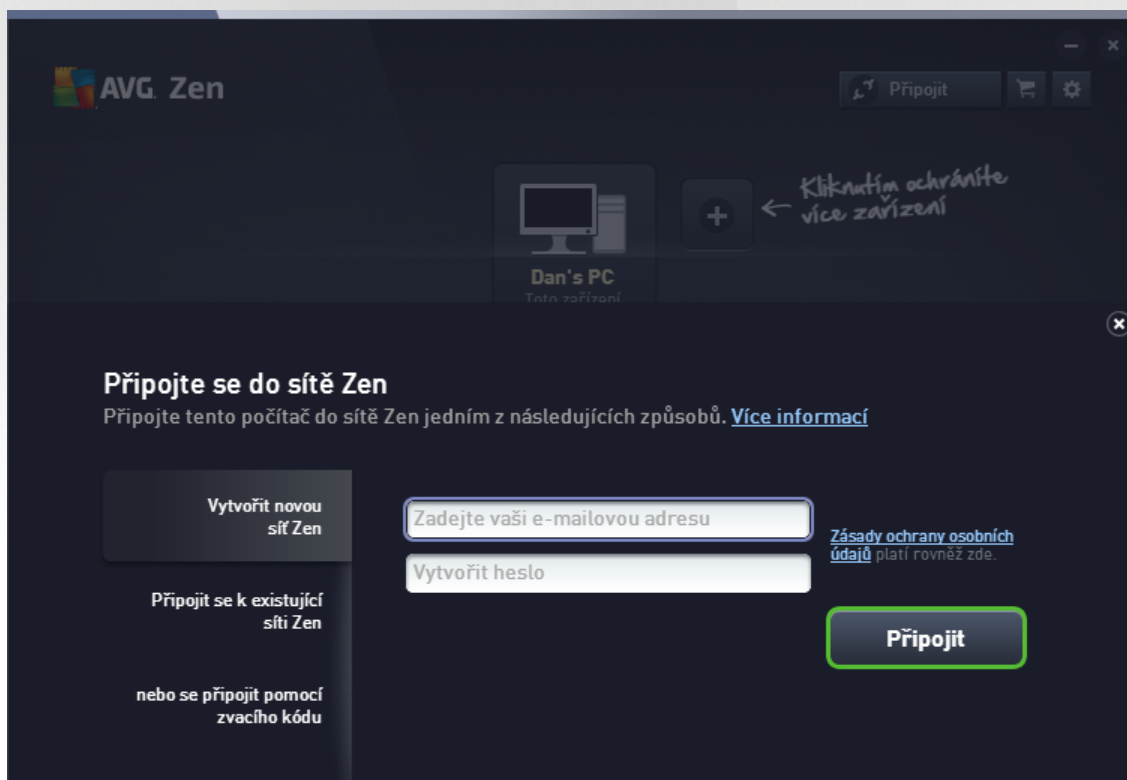 AVG. Zen
Připojit
Kliknutím ochráníte
více zařízení
Dan's PC
Toto zařízení
Připojte se do sítě Zen
Připojte tento počítač do sítě Zen jedním z následujících způsobů. Více informací
Vytvořit novou
síť Zen
Zadejte vaši e-mailovou adresu
Vytvořit heslo
Zásady ochrany osobních
údajů platí rovněž zde.
Připojit se k existující
síti Zen
Připojit
nebo se připojit pomocí
zvacího kódu